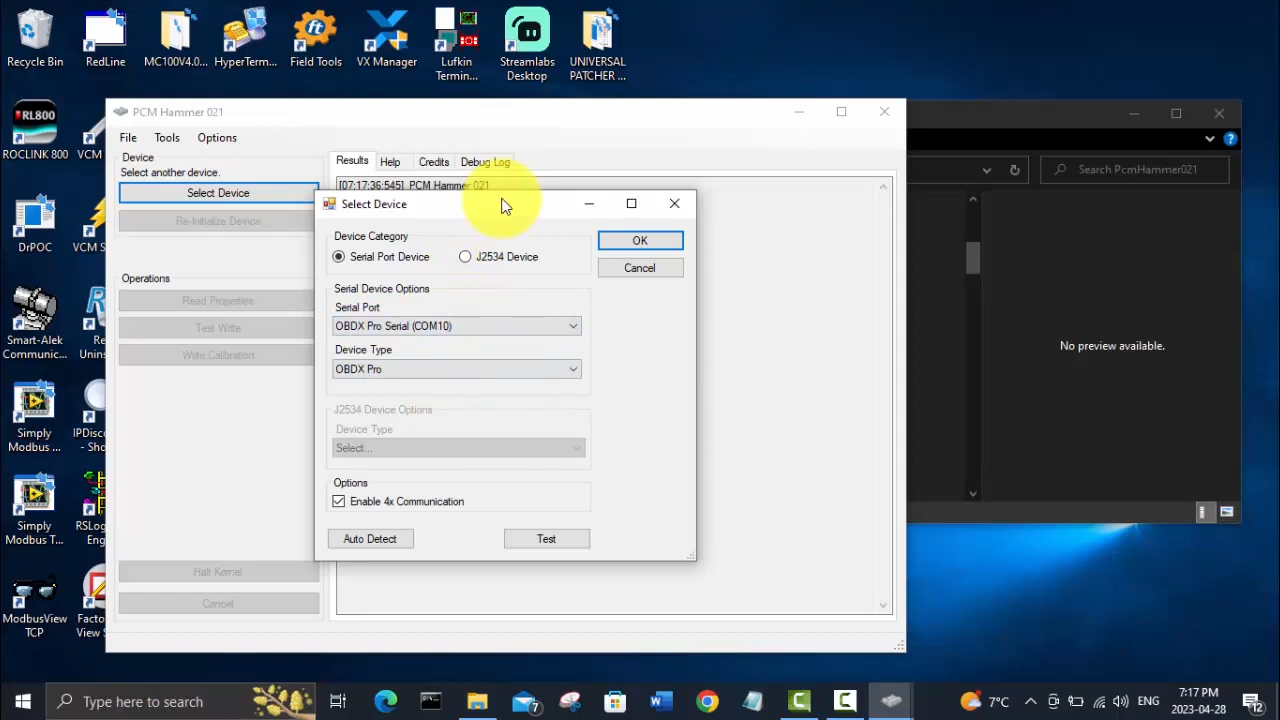 Recycle Bin
RedLine
MC100V4.0...
HyperTerm...
Field Tools
VX Manager
Lufkin
Termin...
Streamlabs
Desktop
UNIVERSAL
PATCHER ...
RL800
ROCLINK 800
VCM
DrPOC
VCM S
Smart-Alek
Communic...
Re
Unins
Simply
Modbus ...
IPDisco
- Sho
Simply
Modbus T...
RSLog
Eng
ModbusView
TCP
Facto
View S
PCM Hammer 021
File
Tools
Options
Device
Select another device.
Select Device
Re-Initialize Device
Operations
Read Properties
Test Write
Write Calibration
Halt Kernel
Cancel
Results
Help
Credits
Debug Log
[07:17:36:545] PCM Hammer 021
Select Device
Device Category
Serial Port Device
J2534 Device
OK
Cancel
Serial Device Options
Serial Port
OBDX Pro Serial (COM10)
Device Type
OBDX Pro
J2534 Device Options
Device Type
Select...
Options
Enable 4x Communication
Auto Detect
Test
Search PcmHammer021
No preview available.
Type here to search
7
7°C
ENG
7:17 PM
2023-04-28
12